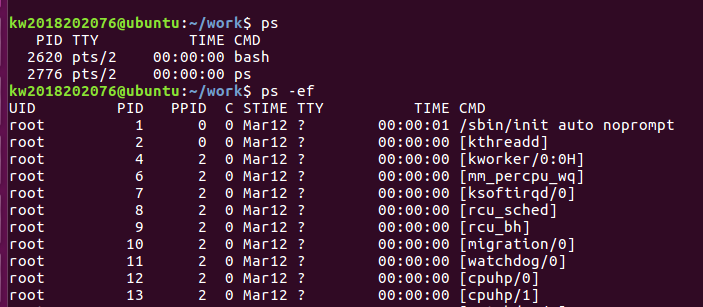 kw2018202076@ubuntu:~/work$ ps
PID TTY TIME CMD
2620 pts/2 00:00:00 bash
2776 pts/2 00:00:00 ps
kw2018202076@ubuntu:~/work$ ps -ef
UID PID PPID C STIME TTY TIME CMD
root 1 0 0 Mar12 ? 00:00:01 /sbin/init auto noprompt
root 2 0 0 Mar12 ? 00:00:00 [kthreadd]
root 4 2 0 Mar12 ? 00:00:00 [kworker/0:0H]
root 6 2 0 Mar12 ? 00:00:00 [mm_percpu_wq]
root 7 2 0 Mar12 ? 00:00:00 [ksoftirqd/0]
root 8 2 0 Mar12 ? 00:00:00 [rcu_sched]
root 9 2 0 Mar12 ? 00:00:00 [rcu_bh]
root 10 2 0 Mar12 ? 00:00:00 [migration/0]
root 11 2 0 Mar12 ? 00:00:00 [watchdog/0]
root 12 2 0 Mar12 ? 00:00:00 [cpuhp/0]
root 13 2 0 Mar12 ? 00:00:00 [cpuhp/1]